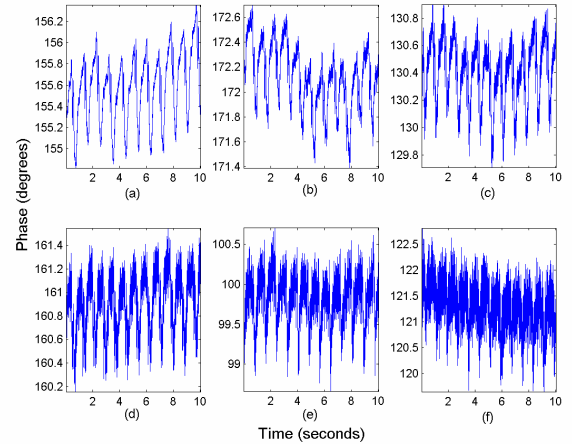 156.2
156
155.8
155.6
155.4
155.2
155
2 4 6 8 10
(a)
172.6
172.4
172.2
172
171.8
171.6
171.4
2 4 6 8 10
(b)
130.8
130.6
130.4
130.2
130
129.8
2 4 6 8 10
(c)
Phase (degrees)
161.4
161.2
161
160.8
160.6
160.4
160.2
2 4 6 8 10
(d)
100.5
100
99.5
99
2 4 6 8 10
(e)
122.5
122
121.5
121
120.5
120
2 4 6 8 10
(f)
Time (seconds)